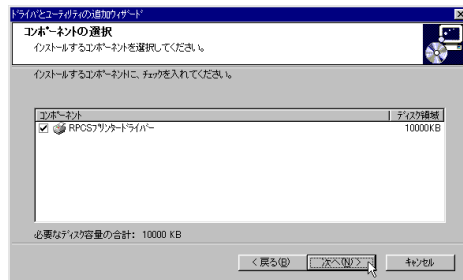 ﾄﾞﾗｲﾊﾞとﾕｰﾃｨﾘﾃｨの追加ｳｨｻﾞｰﾄﾞ
ｺﾝﾎﾟｰﾈﾝﾄの選択
ｲﾝｽﾄｰﾙするｺﾝﾎﾟｰﾈﾝﾄを選択してください。
ｲﾝｽﾄｰﾙするｺﾝﾎﾟｰﾈﾝﾄに、ﾁｪｯｸを入れてください。
ｺﾝﾎﾟｰﾈﾝﾄ ﾃﾞｨｽｸ領域
RPCSﾌﾟﾘﾝﾀｰﾄﾞﾗｲﾊﾞｰ 10000KB
必要なﾃﾞｨｽｸ容量の合計: 10000 KB
< 戻る(B) 次へ(N) > ｷｬﾝｾﾙ